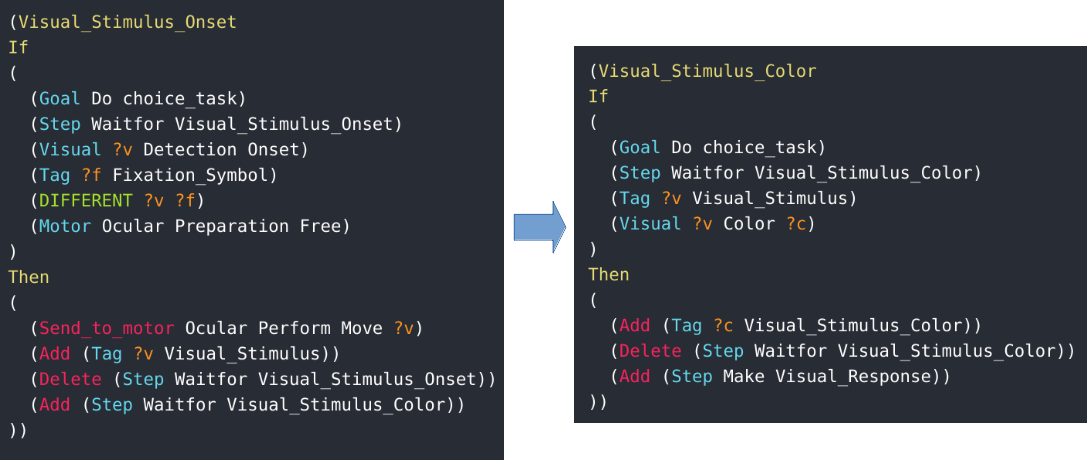 (Visual_Stimulus_Onset
If
(
  (Goal Do choice_task)
  (Step Waitfor Visual_Stimulus_Onset)
  (Visual ?v Detection Onset)
  (Tag ?f Fixation_Symbol)
  (DIFFERENT ?v ?f)
  (Motor Ocular Preparation Free)
)
Then
(
  (Send_to_motor Ocular Perform Move ?v)
  (Add (Tag ?v Visual_Stimulus))
  (Delete (Step Waitfor Visual_Stimulus_Onset))
  (Add (Step Waitfor Visual_Stimulus_Color))
))
(Visual_Stimulus_Color
If
(
  (Goal Do choice_task)
  (Step Waitfor Visual_Stimulus_Color)
  (Tag ?v Visual_Stimulus)
  (Visual ?v Color ?c)
)
Then
(
  (Add (Tag ?c Visual_Stimulus_Color))
  (Delete (Step Waitfor Visual_Stimulus_Color))
  (Add (Step Make Visual_Response))
))